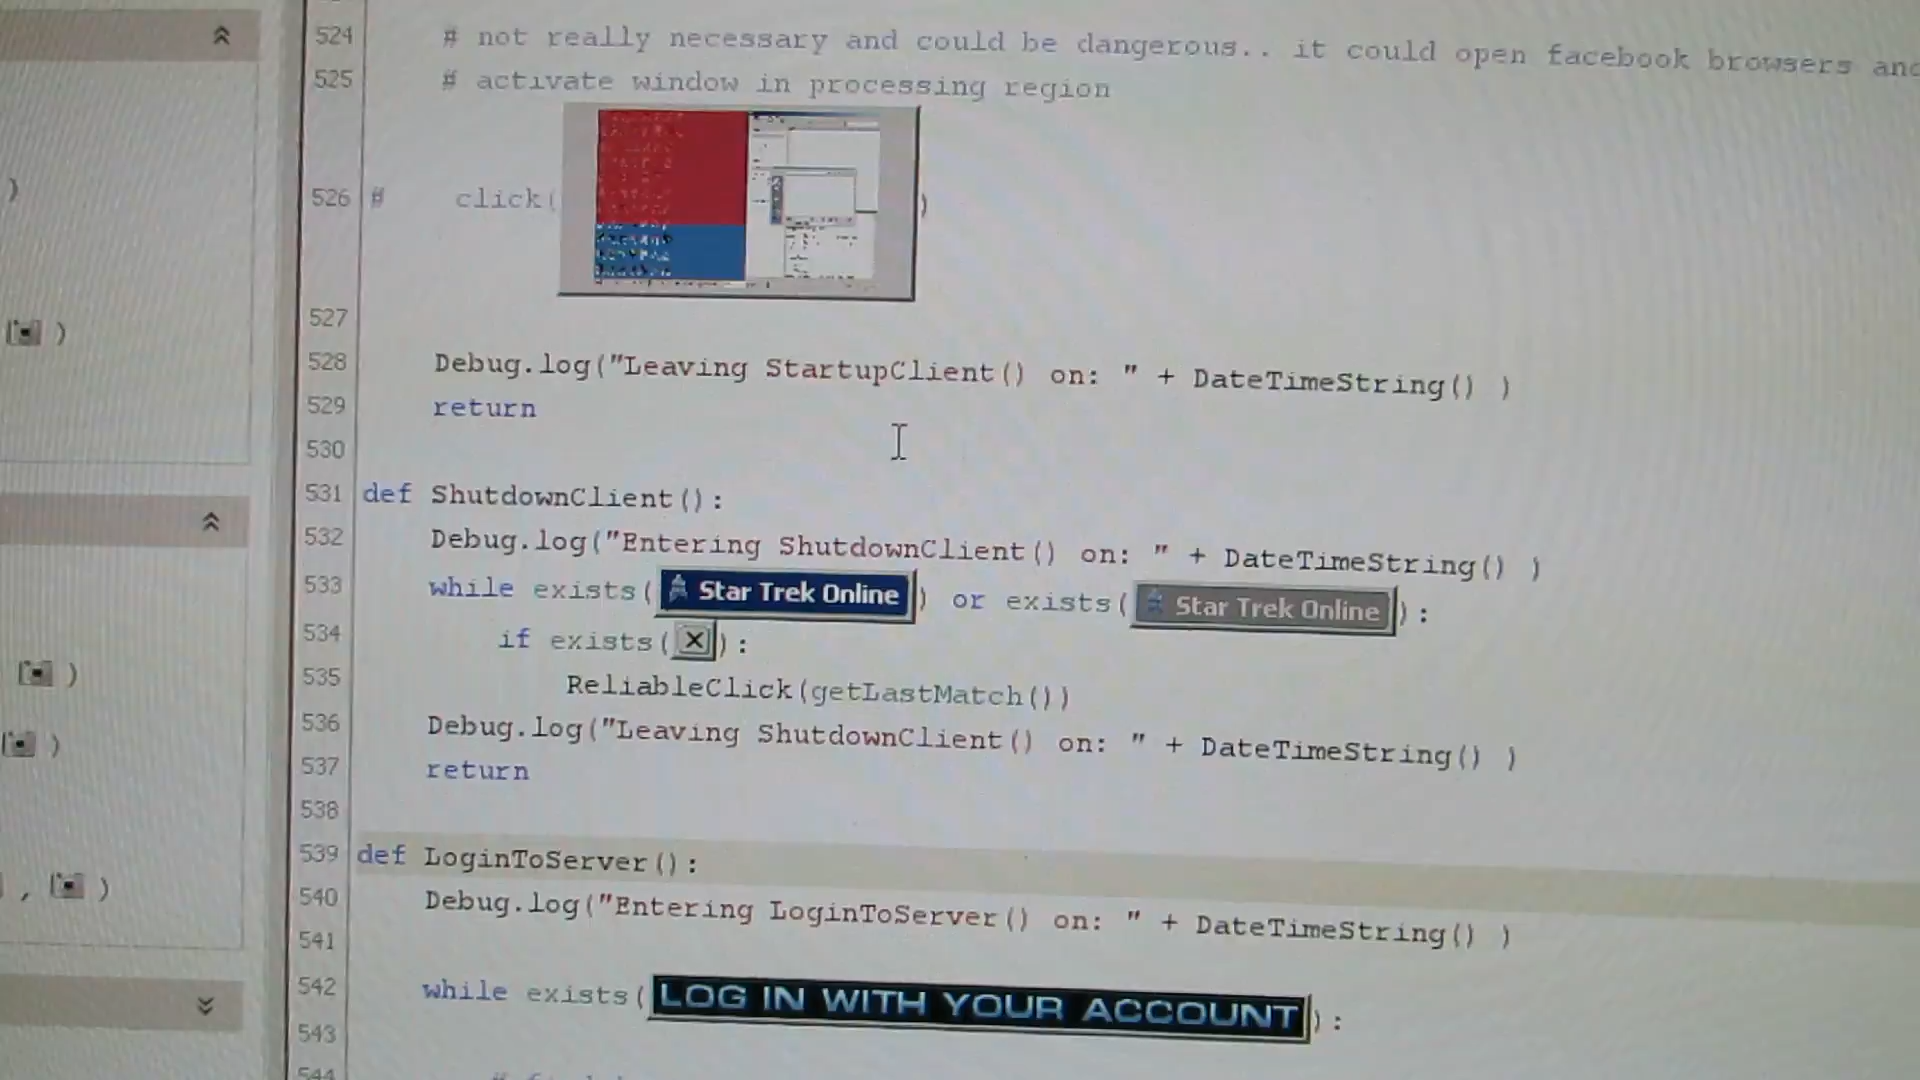 524 # not really necessary and could be dangerous.. it could open facebook browsers and
525 # activate window in processing region
526 # click( )
527
528 Debug.log("Leaving StartupClient() on: " + DateTimeString() )
529 return
530
531 def ShutdownClient():
532 Debug.log("Entering ShutdownClient() on: " + DateTimeString() )
533 while exists( Star Trek Online ) or exists( Star Trek Online ):
534 if exists( X ):
535 ReliableClick(getLastMatch())
536 Debug.log("Leaving ShutdownClient() on: " + DateTimeString() )
537 return
538
539 def LoginToServer():
540 Debug.log("Entering LoginToServer() on: " + DateTimeString() )
541
542 while exists( LOG IN WITH YOUR ACCOUNT ):
543
544